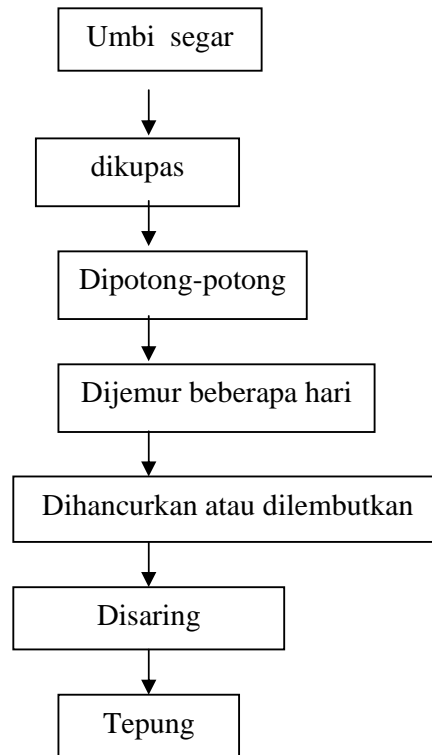 Umbi segar
dikupas
Dipotong-potong
Dijemur beberapa hari
Dihancurkan atau dilembutkan
Disaring
Tepung